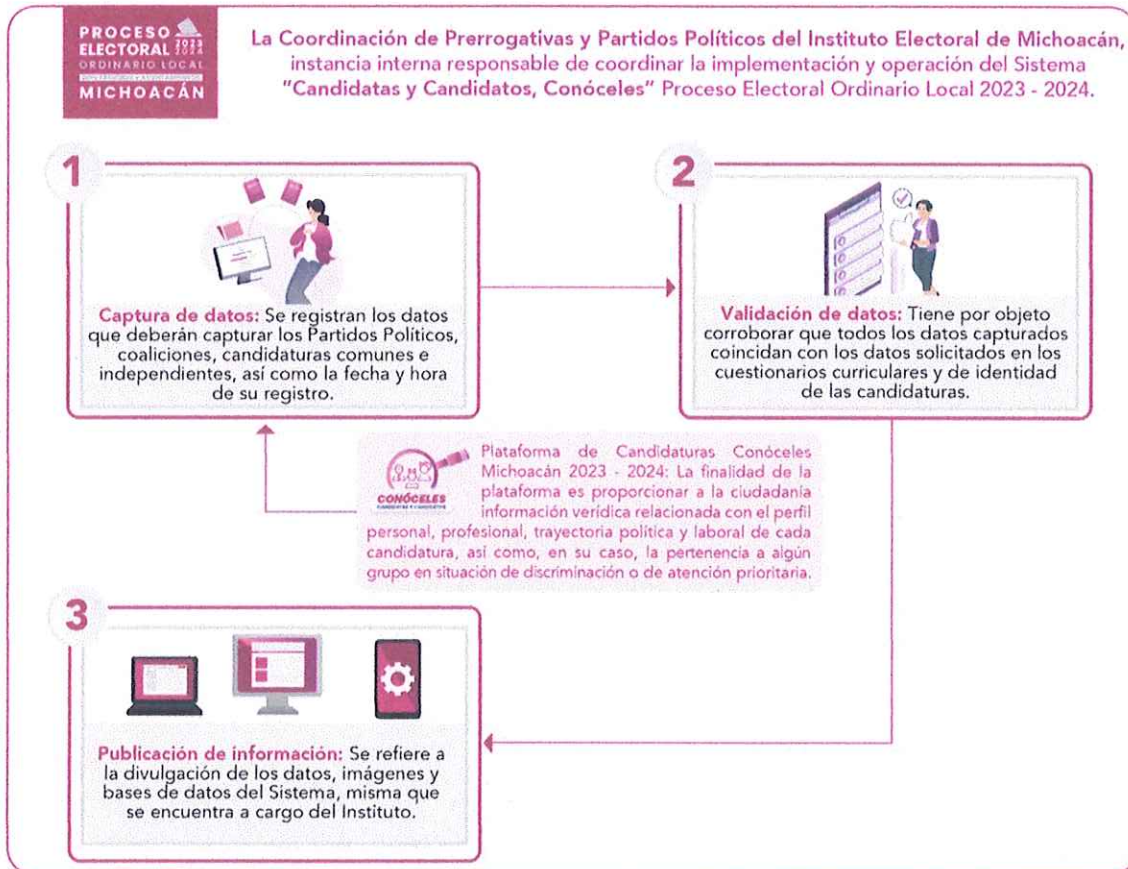 PROCESO
ELECTORAL 2023
2024
ORDINARIO LOCAL
MICHOACÁN
La Coordinación de Prerrogativas y Partidos Políticos del Instituto Electoral de Michoacán,
instancia interna responsable de coordinar la implementación y operación del Sistema
"Candidatas y Candidatos, Conóceles" Proceso Electoral Ordinario Local 2023 - 2024.
1
Captura de datos: Se registran los datos
que deberán capturar los Partidos Políticos,
coaliciones, candidaturas comunes e
independientes, así como la fecha y hora
de su registro.
2
Validación de datos: Tiene por objeto
corroborar que todos los datos capturados
coincidan con los datos solicitados en los
cuestionarios curriculares y de identidad
de las candidaturas.
CONÓCELES
CANDIDATAS Y CANDIDATOS
Plataforma de Candidaturas Conóceles
Michoacán 2023 - 2024: La finalidad de la
plataforma es proporcionar a la ciudadanía
información verídica relacionada con el perfil
personal, profesional, trayectoria política y laboral de cada
candidatura, así como, en su caso, la pertenencia a algún
grupo en situación de discriminación o de atención prioritaria.
3
Publicación de información: Se refiere a
la divulgación de los datos, imágenes y
bases de datos del Sistema, misma que
se encuentra a cargo del Instituto.